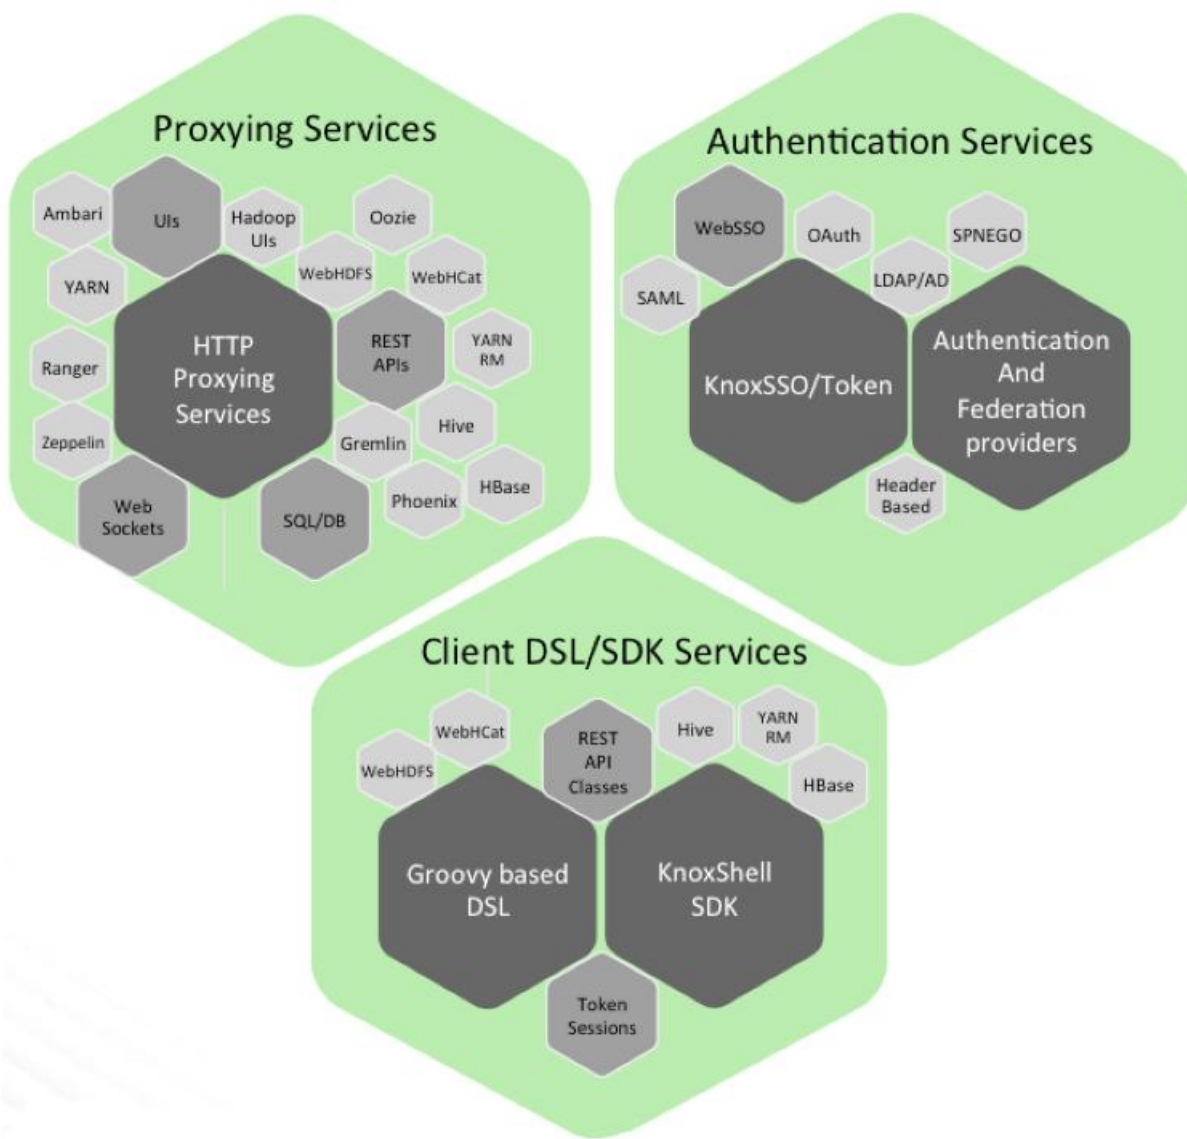 Proxying Services
Ambari
UIs
Hadoop
UIs
Oozie
YARN
WebHDFS
WebHCat
HTTP
Proxying
Services
REST
APIs
YARN
RM
Ranger
Zeppelin
Gremlin
Hive
Web
Sockets
SQL/DB
Phoenix
HBase
Authentication Services
WebSSO
OAuth
SPNEGO
SAML
LDAP/AD
KnoxSSO/Token
Authentication
And
Federation
providers
Header
Based
Client DSL/SDK Services
WebHDFS
WebHCat
REST
API
Classes
Hive
YARN
RM
HBase
Groovy based
DSL
KnoxShell
SDK
Token
Sessions